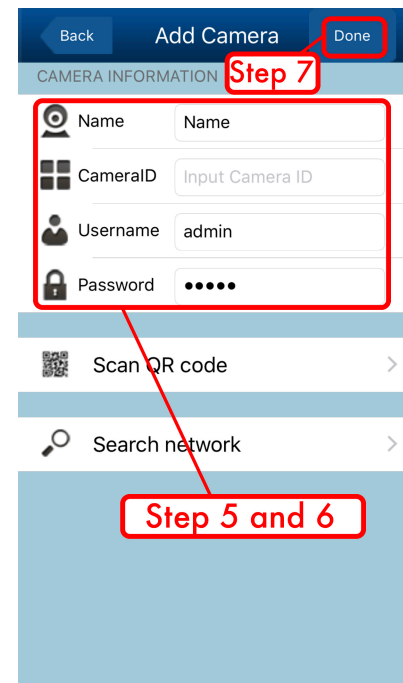 Back Add Camera Done
CAMERA INFORMATION Step 7
Name Name
CameraID Input Camera ID
Username admin
Password •••••
Scan QR code
Search network
Step 5 and 6